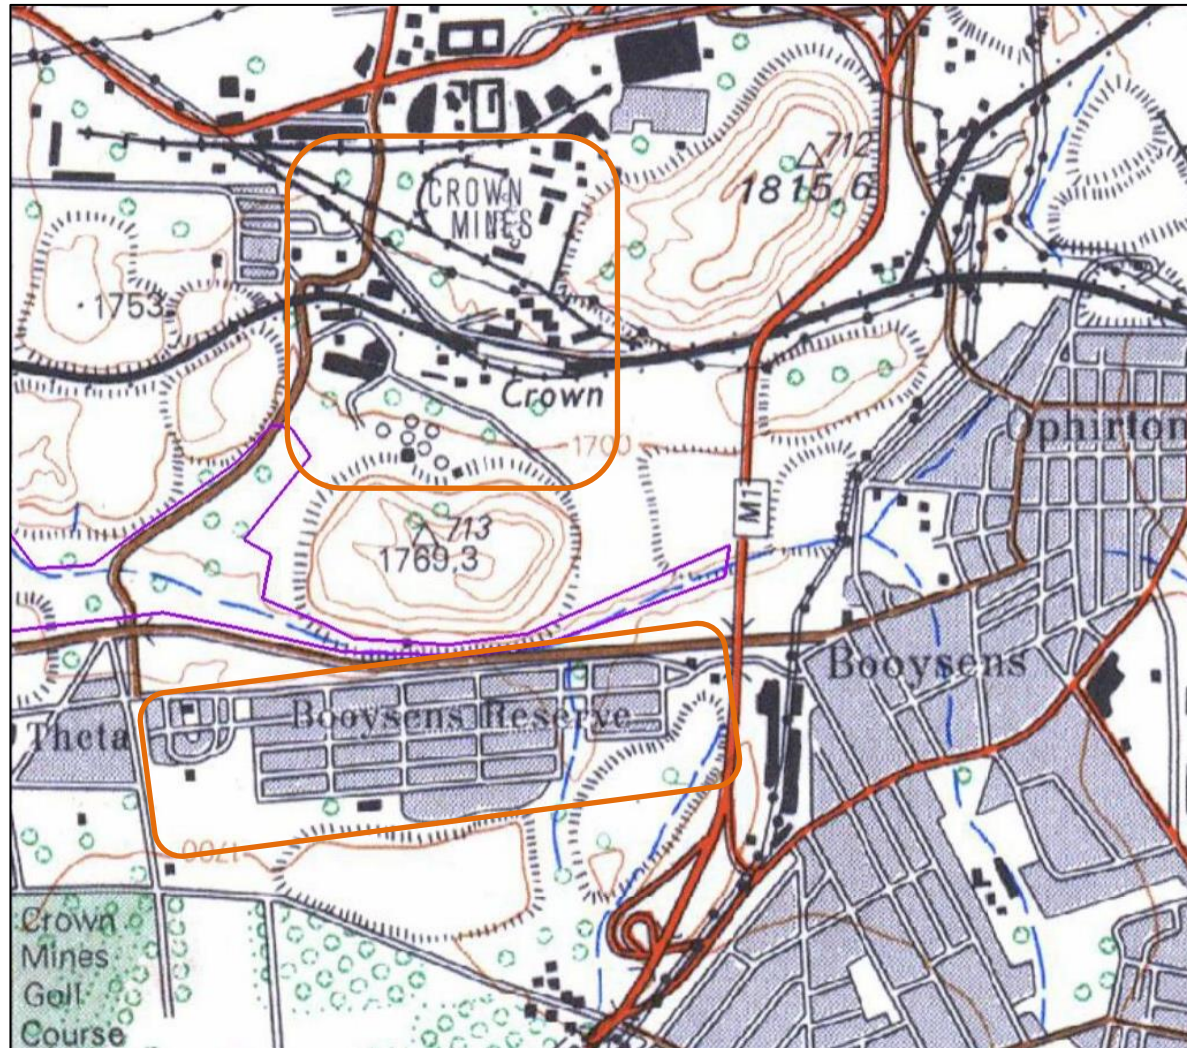 712
1815,6
CROWN
MINES
1753
Crown
Ophirton
1700
M1
713
1769,3
Booysens
Booysens Reserve
Theta
1700
Crown
Mines
Golf
Course